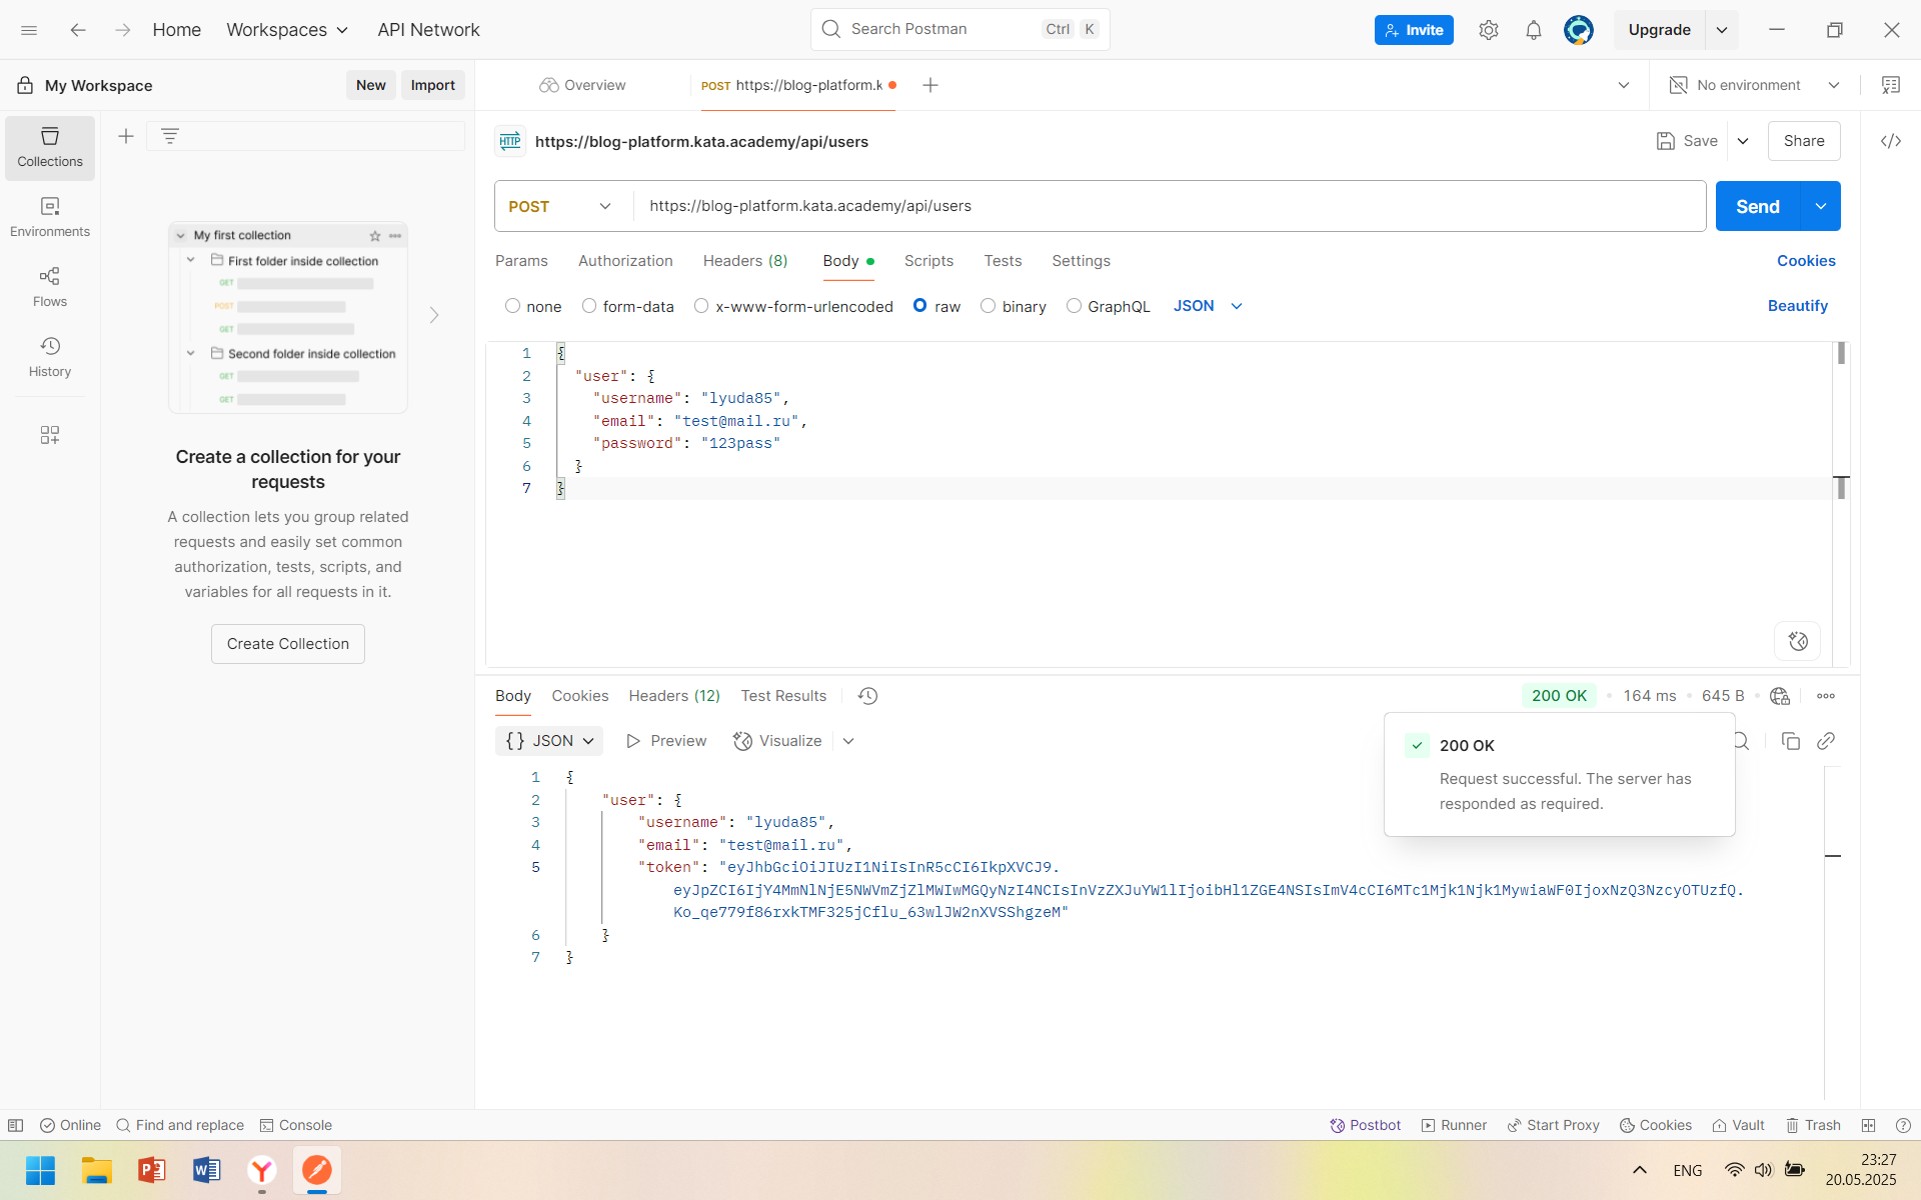 Home
Workspaces
API Network
Search Postman
Ctrl
K
Invite
Upgrade
My Workspace
New
Import
Overview
POST https://blog-platform.k
No environment
Collections
Environments
Flows
History
My first collection
First folder inside collection
GET
POST
GET
Second folder inside collection
GET
GET
Create a collection for your
requests
A collection lets you group related
requests and easily set common
authorization, tests, scripts, and
variables for all requests in it.
Create Collection
HTTP
https://blog-platform.kata.academy/api/users
Save
Share
POST
https://blog-platform.kata.academy/api/users
Send
Params
Authorization
Headers (8)
Body
Scripts
Tests
Settings
Cookies
none
form-data
x-www-form-urlencoded
raw
binary
GraphQL
JSON
Beautify
1 {
2 "user": {
3 "username": "lyuda85",
4 "email": "test@mail.ru",
5 "password": "123pass"
6 }
7 }
Body
Cookies
Headers (12)
Test Results
200 OK
164 ms
645 B
{} JSON
Preview
Visualize
200 OK
Request successful. The server has
responded as required.
1 {
2 "user": {
3 "username": "lyuda85",
4 "email": "test@mail.ru",
5 "token": "eyJhbGciOiJIUzI1NiIsInR5cCI6IkpXVCJ9.
eyJpZCI6IjY4MmNlNjE5NWVmZjZlMWIwMGQyNzI4NCIsInVzZXJuYW1lIjoibHl1ZGE4NSIsImV4cCI6MTc1Mjk1Njk1MywiaWF0IjoxNzQ3NzcyOTUzfQ.
Ko_qe779f86rxkTMF325jCflu_63wlJW2nXVSShgzeM"
6 }
7 }
Online
Find and replace
Console
Postbot
Runner
Start Proxy
Cookies
Vault
Trash
ENG
23:27
20.05.2025